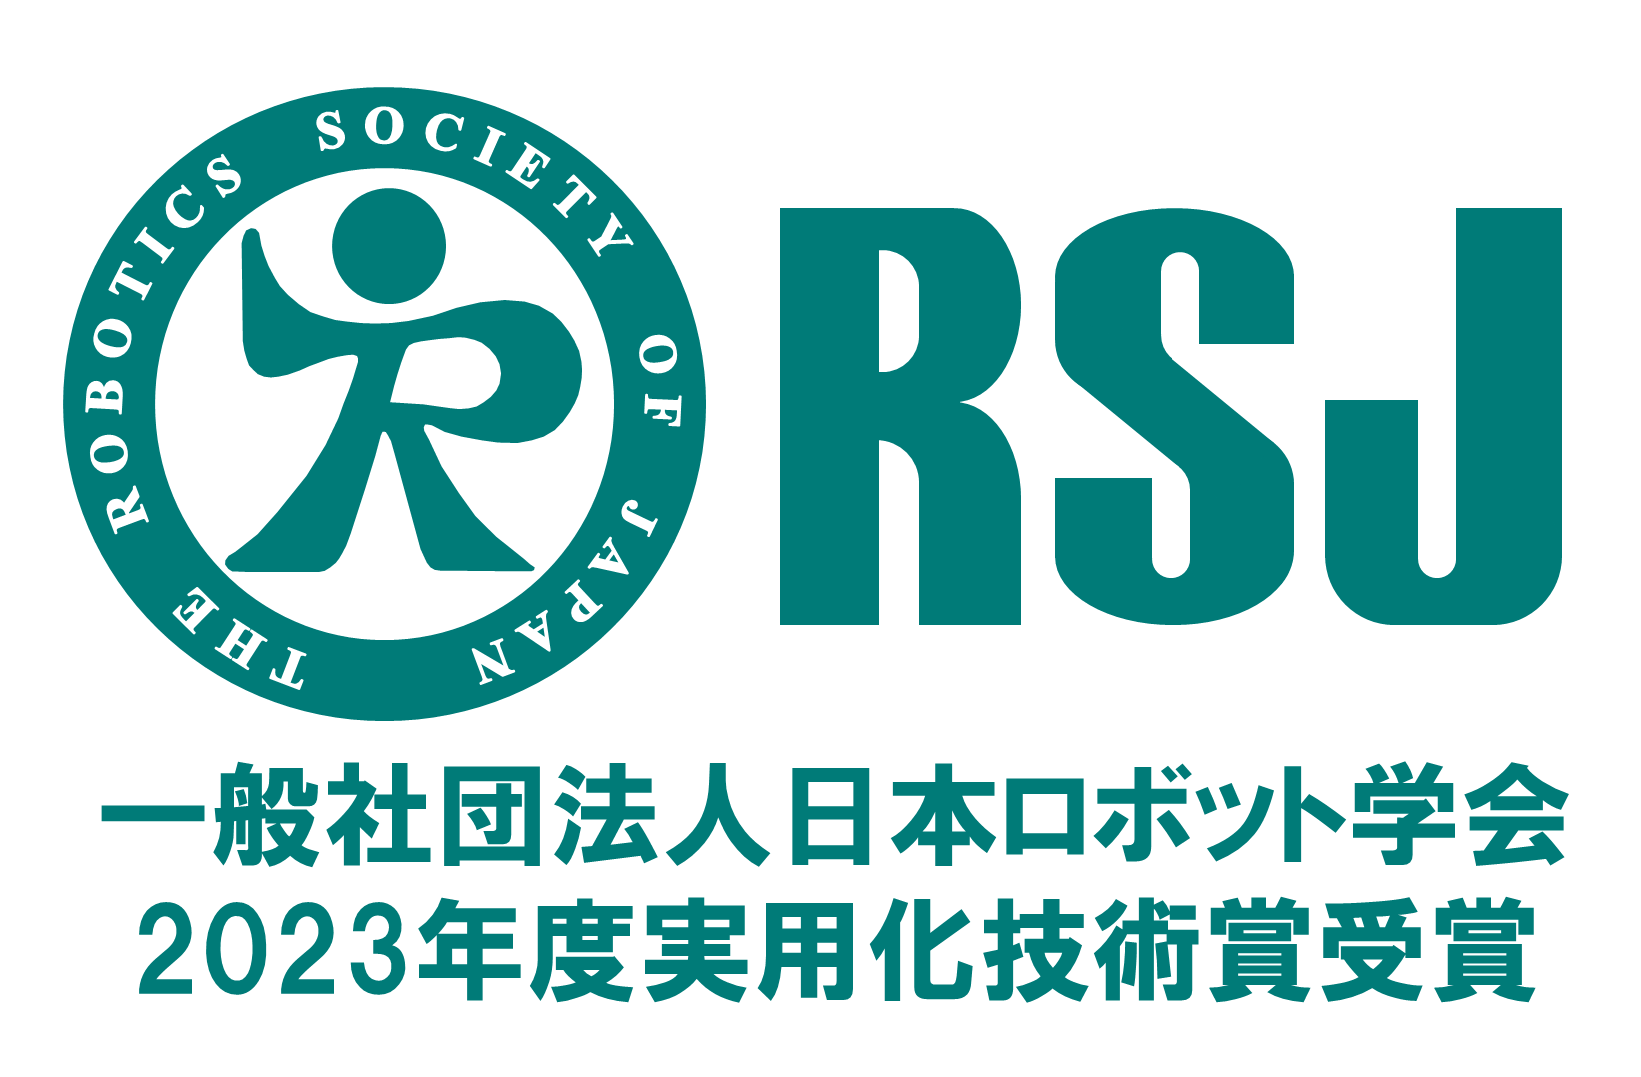 THE ROBOTICS SOCIETY OF JAPAN
RSJ
一般社団法人日本ロボット学会
2023年度実用化技術賞受賞